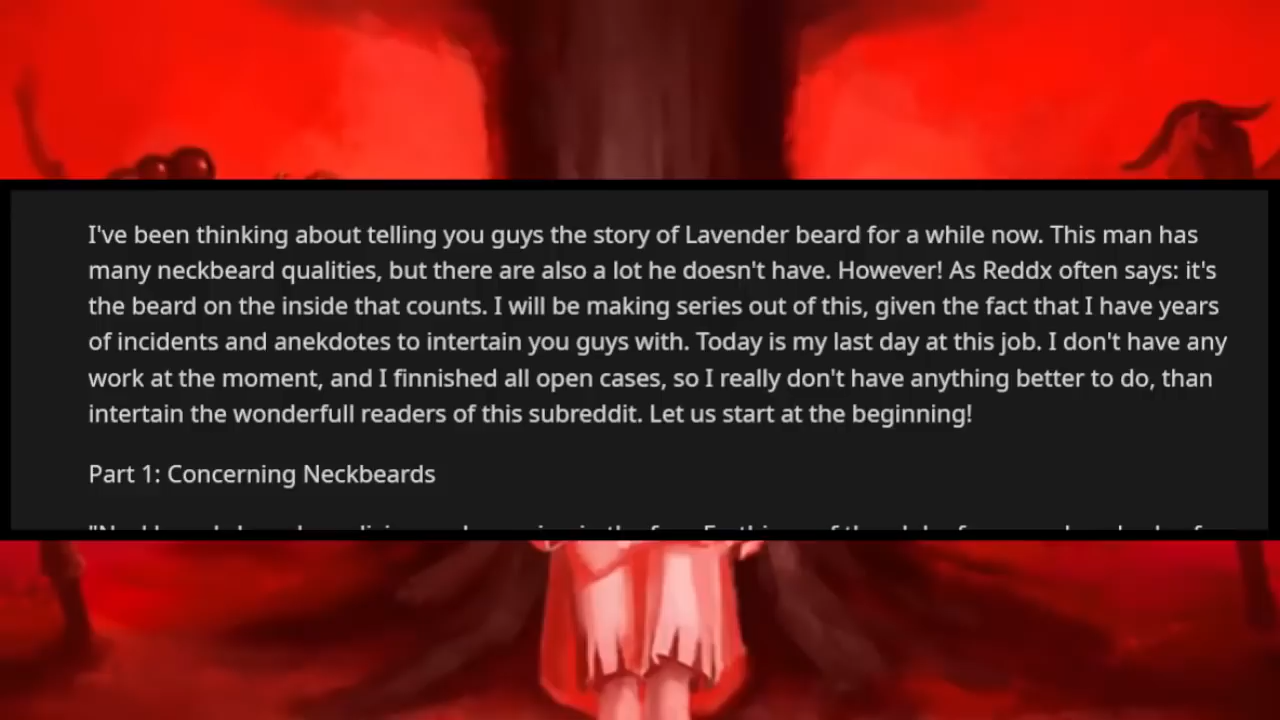 I've been thinking about telling you guys the story of Lavender beard for a while now. This man has
many neckbeard qualities, but there are also a lot he doesn't have. However! As Reddx often says: it's
the beard on the inside that counts. I will be making series out of this, given the fact that I have years
of incidents and anekdotes to intertain you guys with. Today is my last day at this job. I don't have any
work at the moment, and I finnished all open cases, so I really don't have anything better to do, than
intertain the wonderfull readers of this subreddit. Let us start at the beginning!
Part 1: Concerning Neckbeards